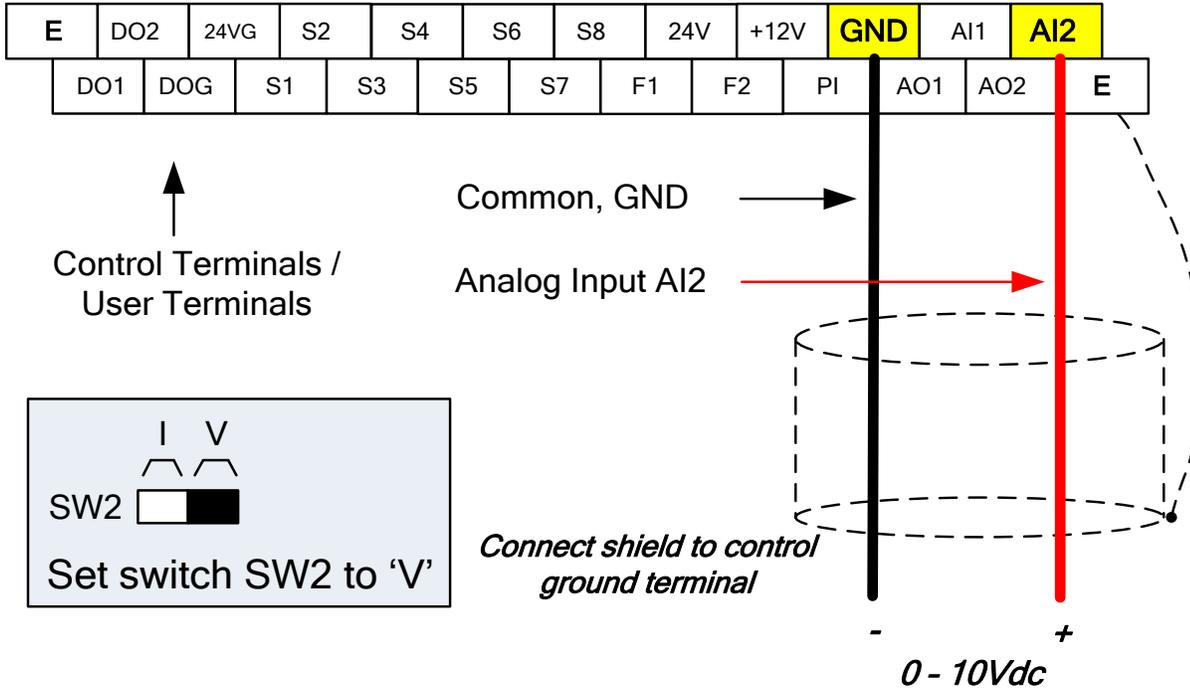 E DO2 24VG S2 S4 S6 S8 24V +12V GND AI1 AI2
DO1 DOG S1 S3 S5 S7 F1 F2 PI AO1 AO2 E
Common, GND
Control Terminals /
User Terminals
Analog Input AI2
I V
SW2
Set switch SW2 to ‘V’
Connect shield to control
ground terminal
- +
0 - 10Vdc